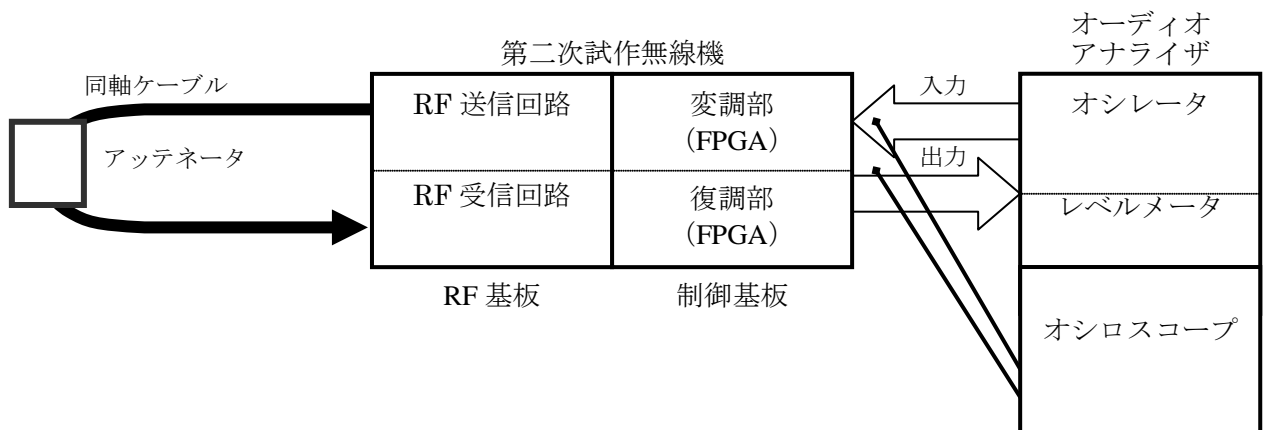 オーディオ
アナライザ
第二次試作無線機
同軸ケーブル
RF 送信回路
変調部
(FPGA)
入力
オシレータ
アッテネータ
出力
RF 受信回路
復調部
(FPGA)
レベルメータ
RF 基板
制御基板
オシロスコープ